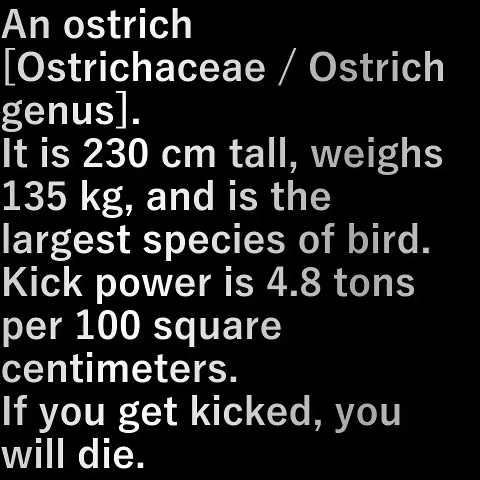 An ostrich
[Ostrichaceae / Ostrich
genus].
It is 230 cm tall, weighs
135 kg, and is the
largest species of bird.
Kick power is 4.8 tons
per 100 square
centimeters.
If you get kicked, you
will die.